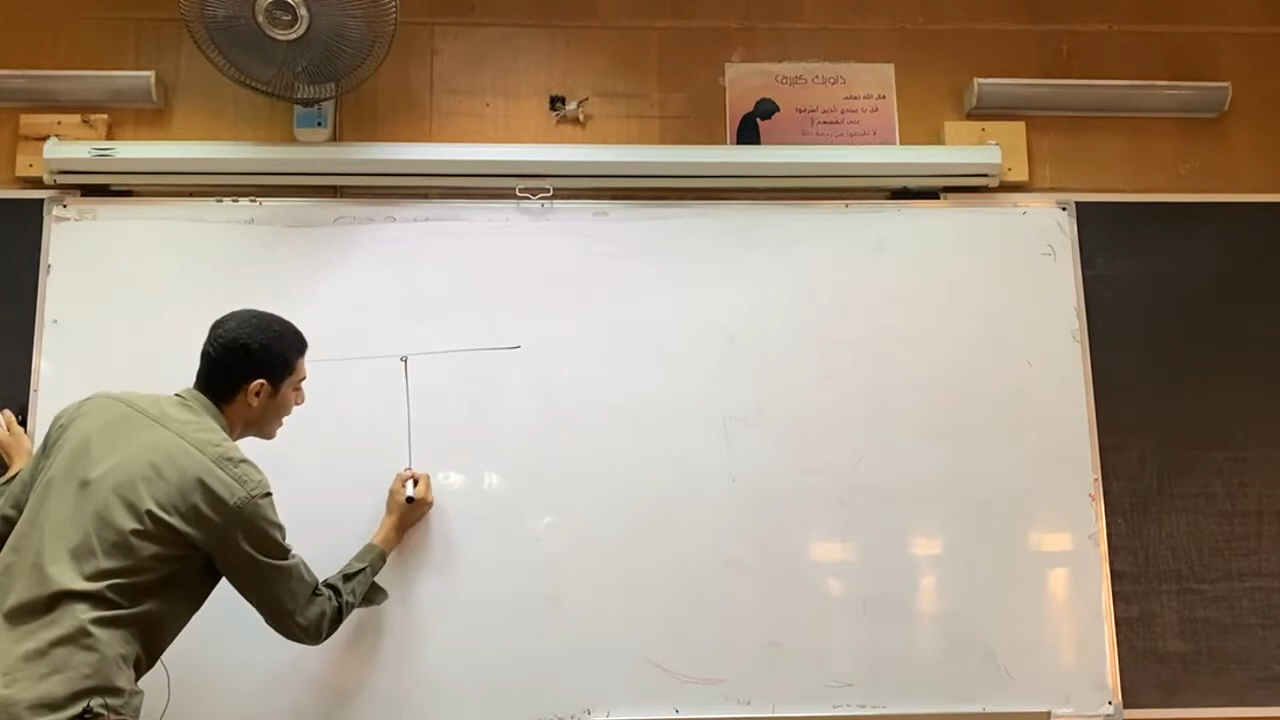 ذنوبك كثيرة؟
قال الله تعالى :
قل يا عبادي الذين أسرفوا
على أنفسهم
لا تقنطوا من رحمة الله